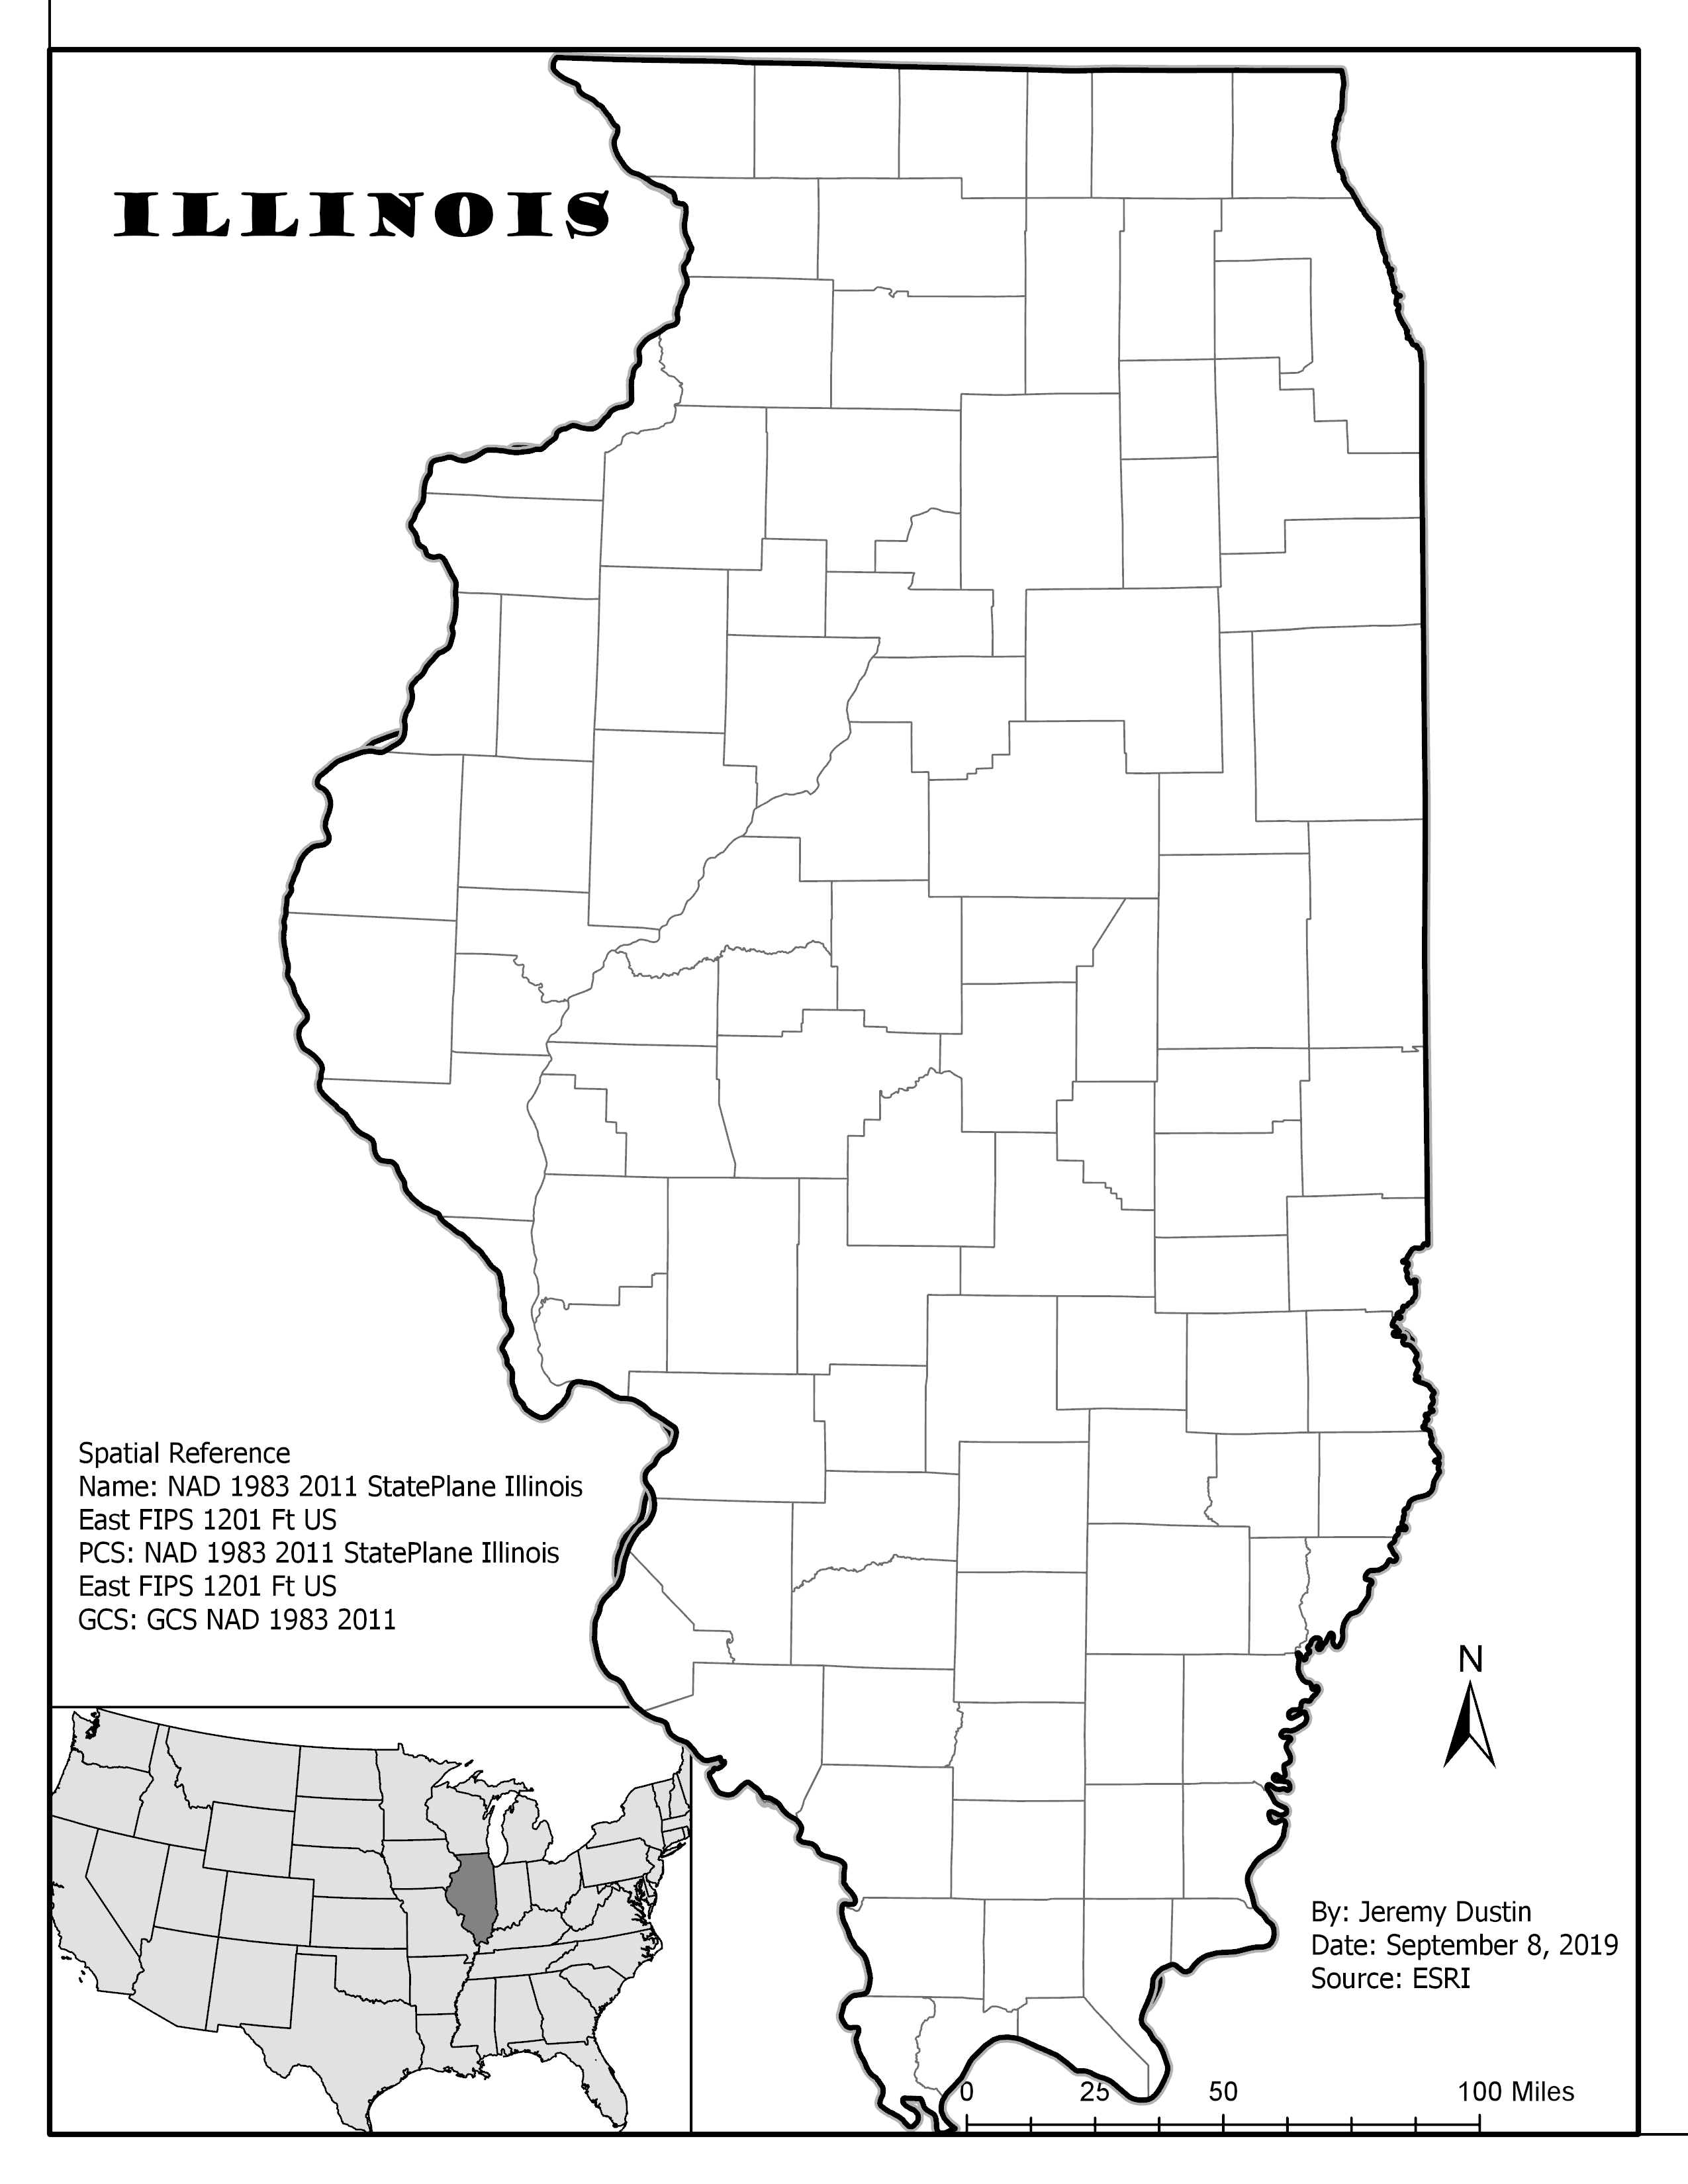 ILLINOIS
Spatial Reference
Name: NAD 1983 2011 StatePlane Illinois
East FIPS 1201 Ft US
PCS: NAD 1983 2011 StatePlane Illinois
East FIPS 1201 Ft US
GCS: GCS NAD 1983 2011
N
By: Jeremy Dustin
Date: September 8, 2019
Source: ESRI
0 25 50 100 Miles